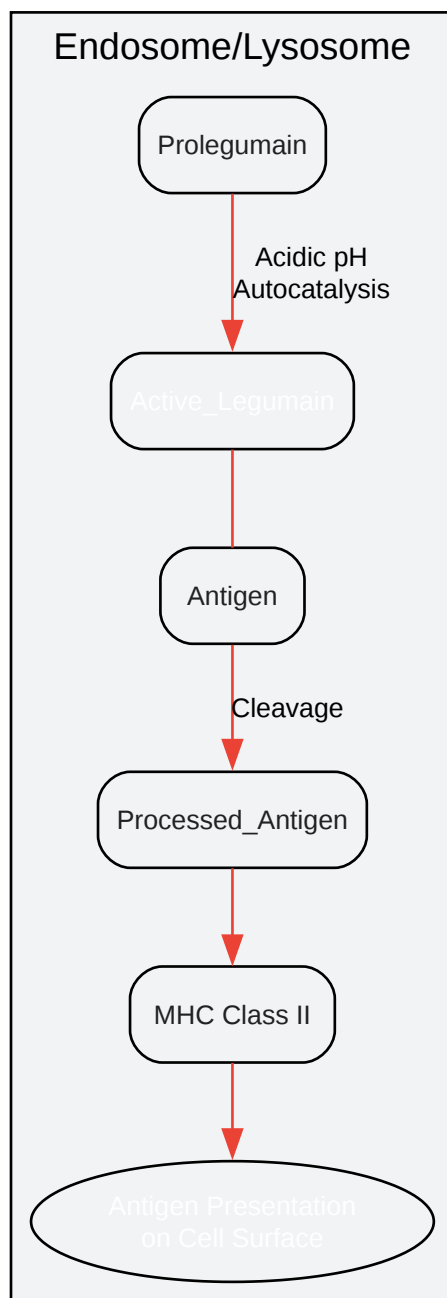 Endosome/Lysosome
Prolegumain
Acidic pH
Autocatalysis
Active_Legumain
Antigen
Cleavage
Processed_Antigen
MHC Class II
Antigen Presentation
on Cell Surface